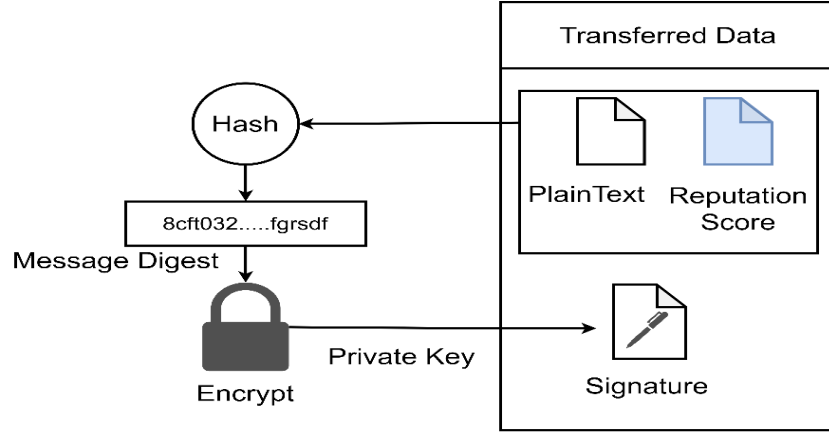 Transferred Data
Hash
PlainText
Reputation
Score
8cft032.....fgrsdf
Message Digest
Private Key
Encrypt
Signature